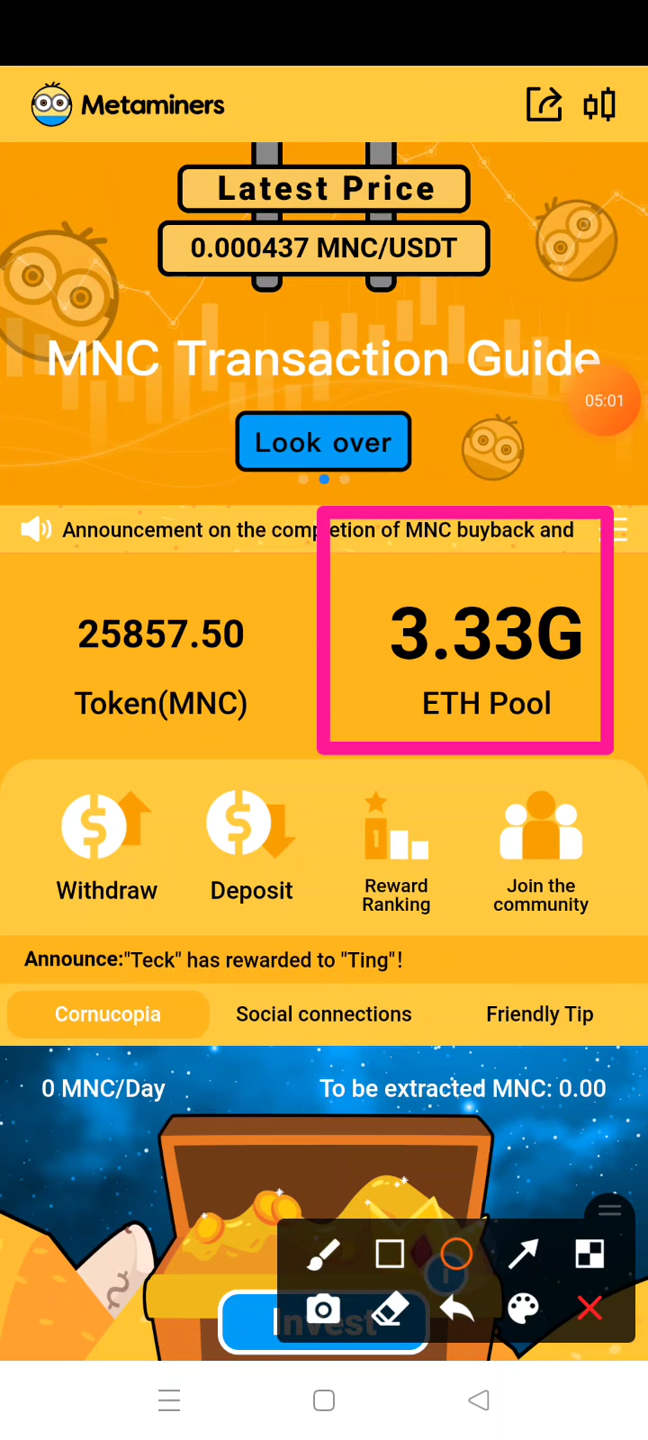 Metaminers
Latest Price
0.000437 MNC/USDT
MNC Transaction Guide
05:01
Look over
Announcement on the completion of MNC buyback and
25857.50
3.33G
Token(MNC)
ETH Pool
Withdraw
Deposit
Reward
Ranking
Join the
community
Announce:"Teck" has rewarded to "Ting"!
Cornucopia
Social connections
Friendly Tip
0 MNC/Day
To be extracted MNC: 0.00
Invest